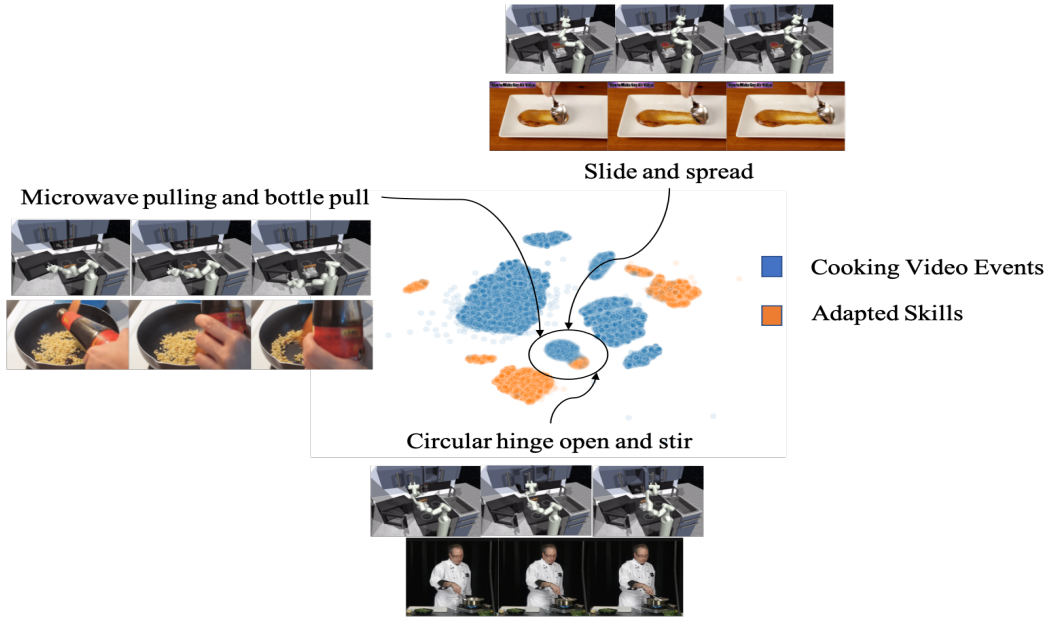 Slide and spread
Microwave pulling and bottle pull
Cooking Video Events
Adapted Skills
Circular hinge open and stir